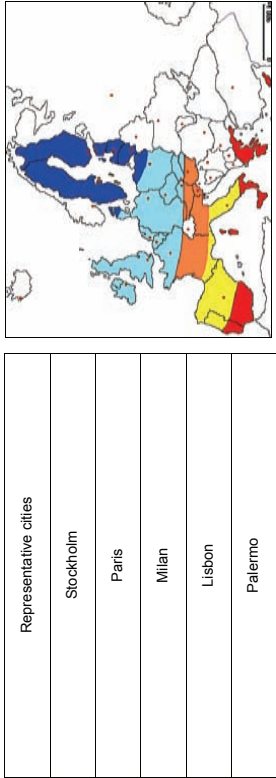 Representative cities
Stockholm
Paris
Milan
Lisbon
Palermo